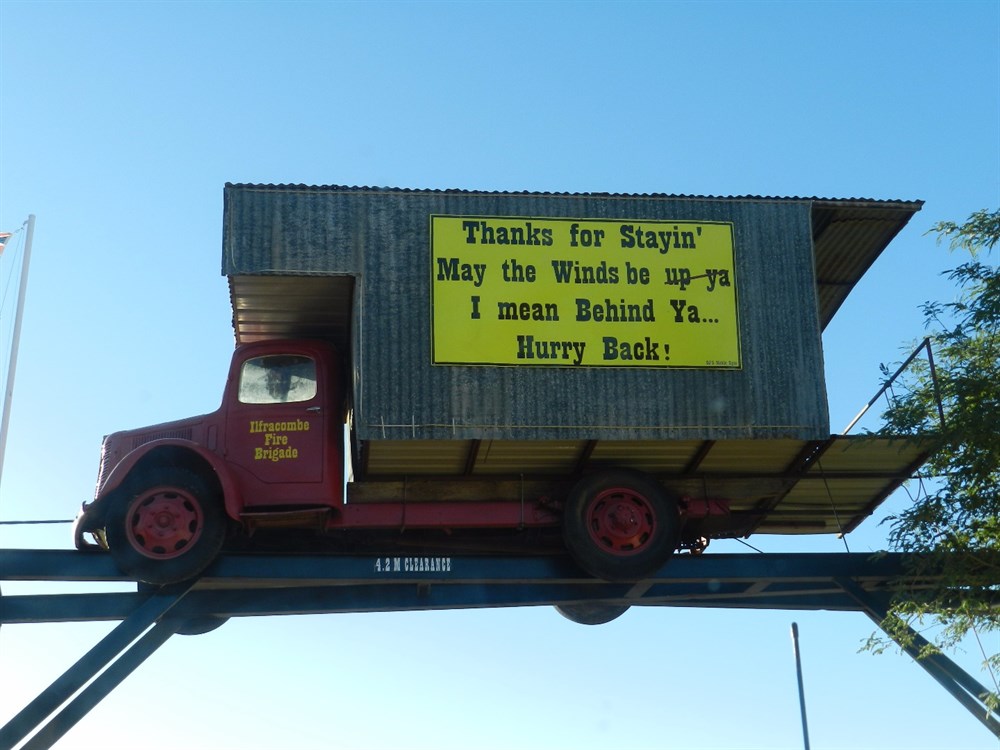 Thanks for Stayin'
May the Winds be up ya
I mean Behind Ya...
Hurry Back!
Ilfracombe
Fire
Brigade
4.2 M CLEARANCE